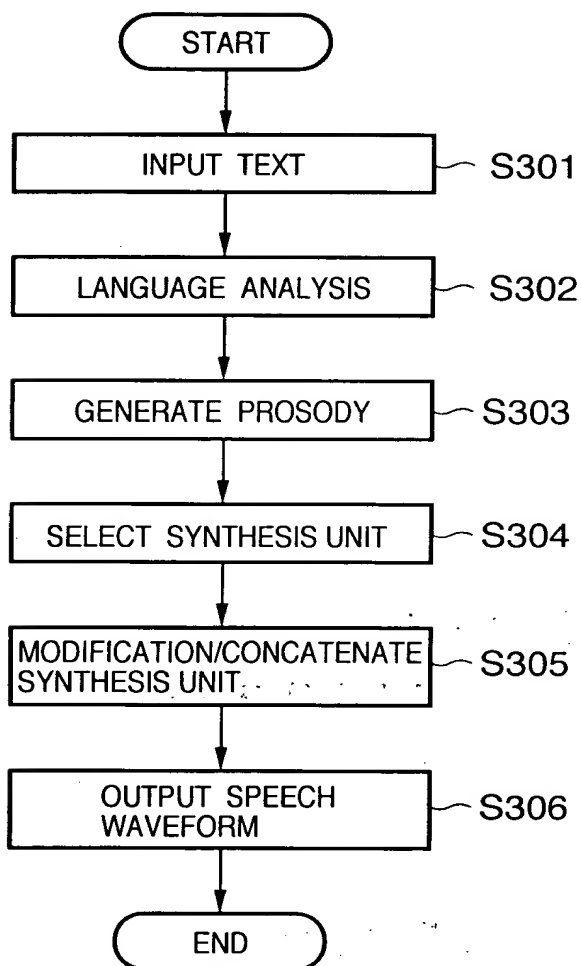 START
INPUT TEXT S301
LANGUAGE ANALYSIS S302
GENERATE PROSODY S303
SELECT SYNTHESIS UNIT S304
MODIFICATION/CONCATENATE
SYNTHESIS UNIT S305
OUTPUT SPEECH
WAVEFORM S306
END